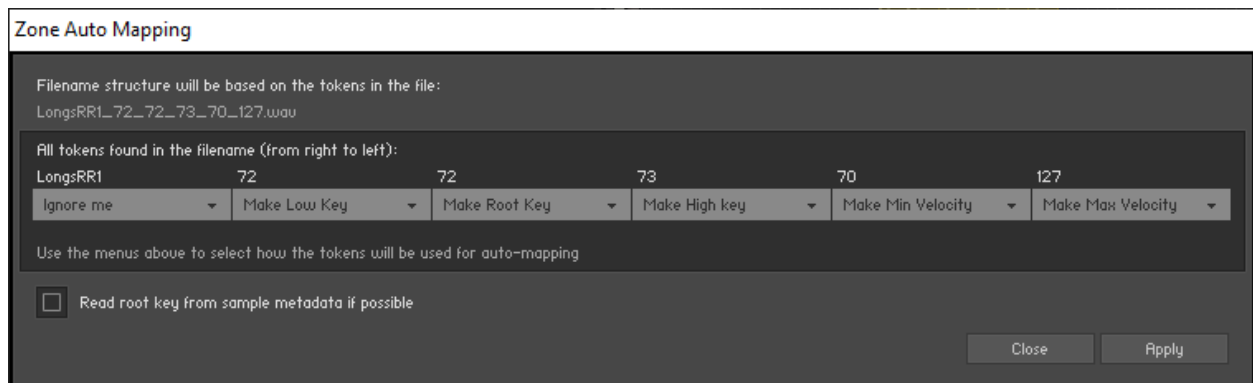 Zone Auto Mapping
Filename structure will be based on the tokens in the file:
LongsRR1_72_72_73_70_127.wav
All tokens found in the filename (from right to left):
LongsRR1 72 72 73 70 127
Ignore me Make Low Key Make Root Key Make High key Make Min Velocity Make Max Velocity
Use the menus above to select how the tokens will be used for auto-mapping
Read root key from sample metadata if possible
Close Apply